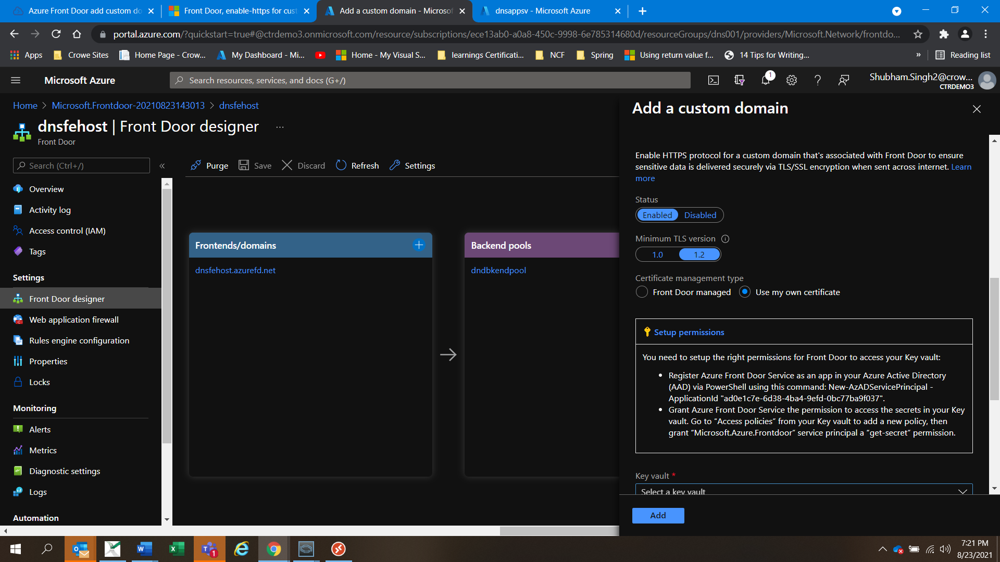 Azure Front Door add custom do
Front Door, enable-https for cust
Add a custom domain - Microsof
dnsappsv - Microsoft Azure
portal.azure.com/?quickstart=true#@ctrdemo3.onmicrosoft.com/resource/subscriptions/ece13ab0-a0a8-450c-9998-6e785314680d/resourceGroups/dns001/providers/Microsoft.Network/frontdo...
Apps
Crowe Sites
Home Page - Crow...
My Dashboard - Mi...
Home - My Visual S...
learnings Certificati...
NCF
Spring
Using return value f...
14 Tips for Writing...
»
Reading list
Microsoft Azure
Search resources, services, and docs (G+/)
1
Shubham.Singh2@crow...
CTRDEMO3
Home > Microsoft.Frontdoor-20210823143013 > dnsfehost
dnsfehost | Front Door designer ...
Front Door
Search (Ctrl+/)
«
Overview
Activity log
Access control (IAM)
Tags
Settings
Front Door designer
Web application firewall
Rules engine configuration
Properties
Locks
Monitoring
Alerts
Metrics
Diagnostic settings
Logs
Automation
Purge
Save
Discard
Refresh
Settings
Frontends/domains
dnsfehost.azurefd.net
Backend pools
dndbkendpool
Add a custom domain
Enable HTTPS protocol for a custom domain that's associated with Front Door to ensure
sensitive data is delivered securely via TLS/SSL encryption when sent across internet. Learn
more
Status
Enabled Disabled
Minimum TLS version
1.0 1.2
Certificate management type
Front Door managed Use my own certificate
Setup permissions
You need to setup the right permissions for Front Door to access your Key vault:
• Register Azure Front Door Service as an app in your Azure Active Directory
(AAD) via PowerShell using this command: New-AzADServicePrincipal -
ApplicationId "ad0e1c7e-6d38-4ba4-9efd-0bc77ba9f037".
• Grant Azure Front Door Service the permission to access the secrets in your Key
vault. Go to “Access policies” from your Key vault to add a new policy, then
grant “Microsoft.Azure.Frontdoor” service principal a “get-secret” permission.
Key vault *
Select a key vault
Add
1
7:21 PM
8/23/2021